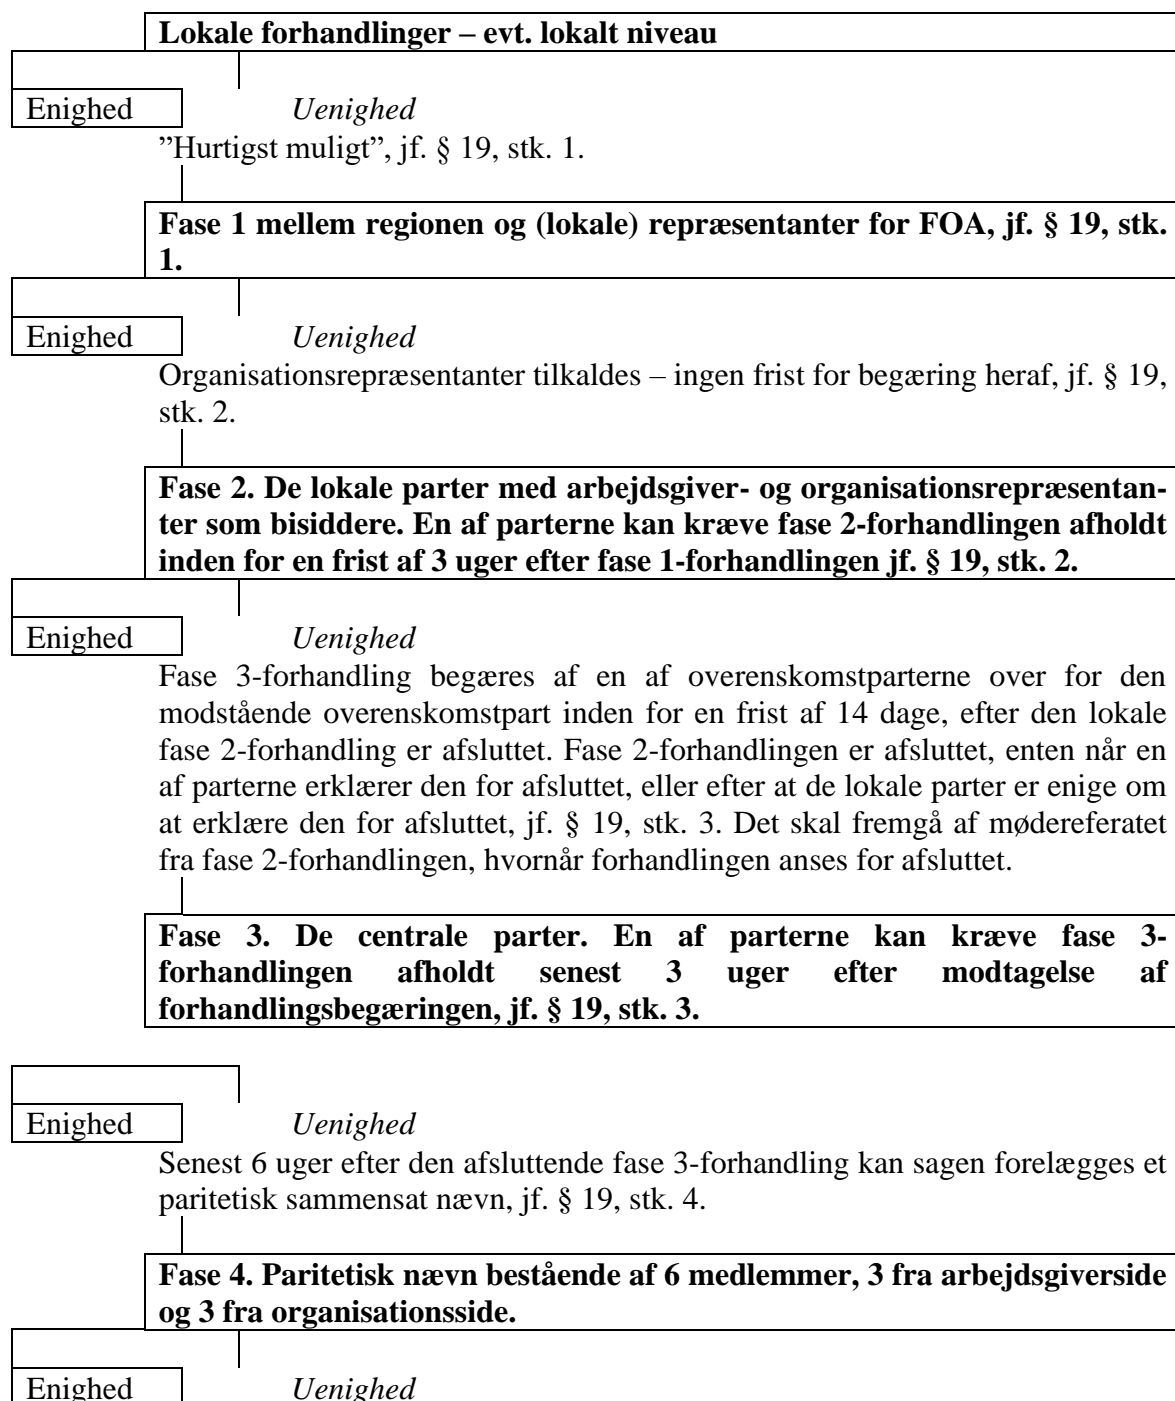 Lokale forhandlinger – evt. lokalt niveau
Enighed Uenighed
”Hurtigst muligt”, jf. § 19, stk. 1.
Fase 1 mellem regionen og (lokale) repræsentanter for FOA, jf. § 19, stk.
1.
Enighed Uenighed
Organisationsrepræsentanter tilkaldes – ingen frist for begæring heraf, jf. § 19,
stk. 2.
Fase 2. De lokale parter med arbejdsgiver- og organisationsrepræsentan-
ter som bisiddere. En af parterne kan kræve fase 2-forhandlingen afholdt
inden for en frist af 3 uger efter fase 1-forhandlingen jf. § 19, stk. 2.
Enighed Uenighed
Fase 3-forhandling begæres af en af overenskomstparterne over for den
modstående overenskomstpart inden for en frist af 14 dage, efter den lokale
fase 2-forhandling er afsluttet. Fase 2-forhandlingen er afsluttet, enten når en
af parterne erklærer den for afsluttet, eller efter at de lokale parter er enige om
at erklære den for afsluttet, jf. § 19, stk. 3. Det skal fremgå af mødereferatet
fra fase 2-forhandlingen, hvornår forhandlingen anses for afsluttet.
Fase 3. De centrale parter. En af parterne kan kræve fase 3-
forhandlingen afholdt senest 3 uger efter modtagelse af
forhandlingsbegæringen, jf. § 19, stk. 3.
Enighed Uenighed
Senest 6 uger efter den afsluttende fase 3-forhandling kan sagen forelægges et
paritetisk sammensat nævn, jf. § 19, stk. 4.
Fase 4. Paritetisk nævn bestående af 6 medlemmer, 3 fra arbejdsgiverside
og 3 fra organisationsside.
Enighed Uenighed